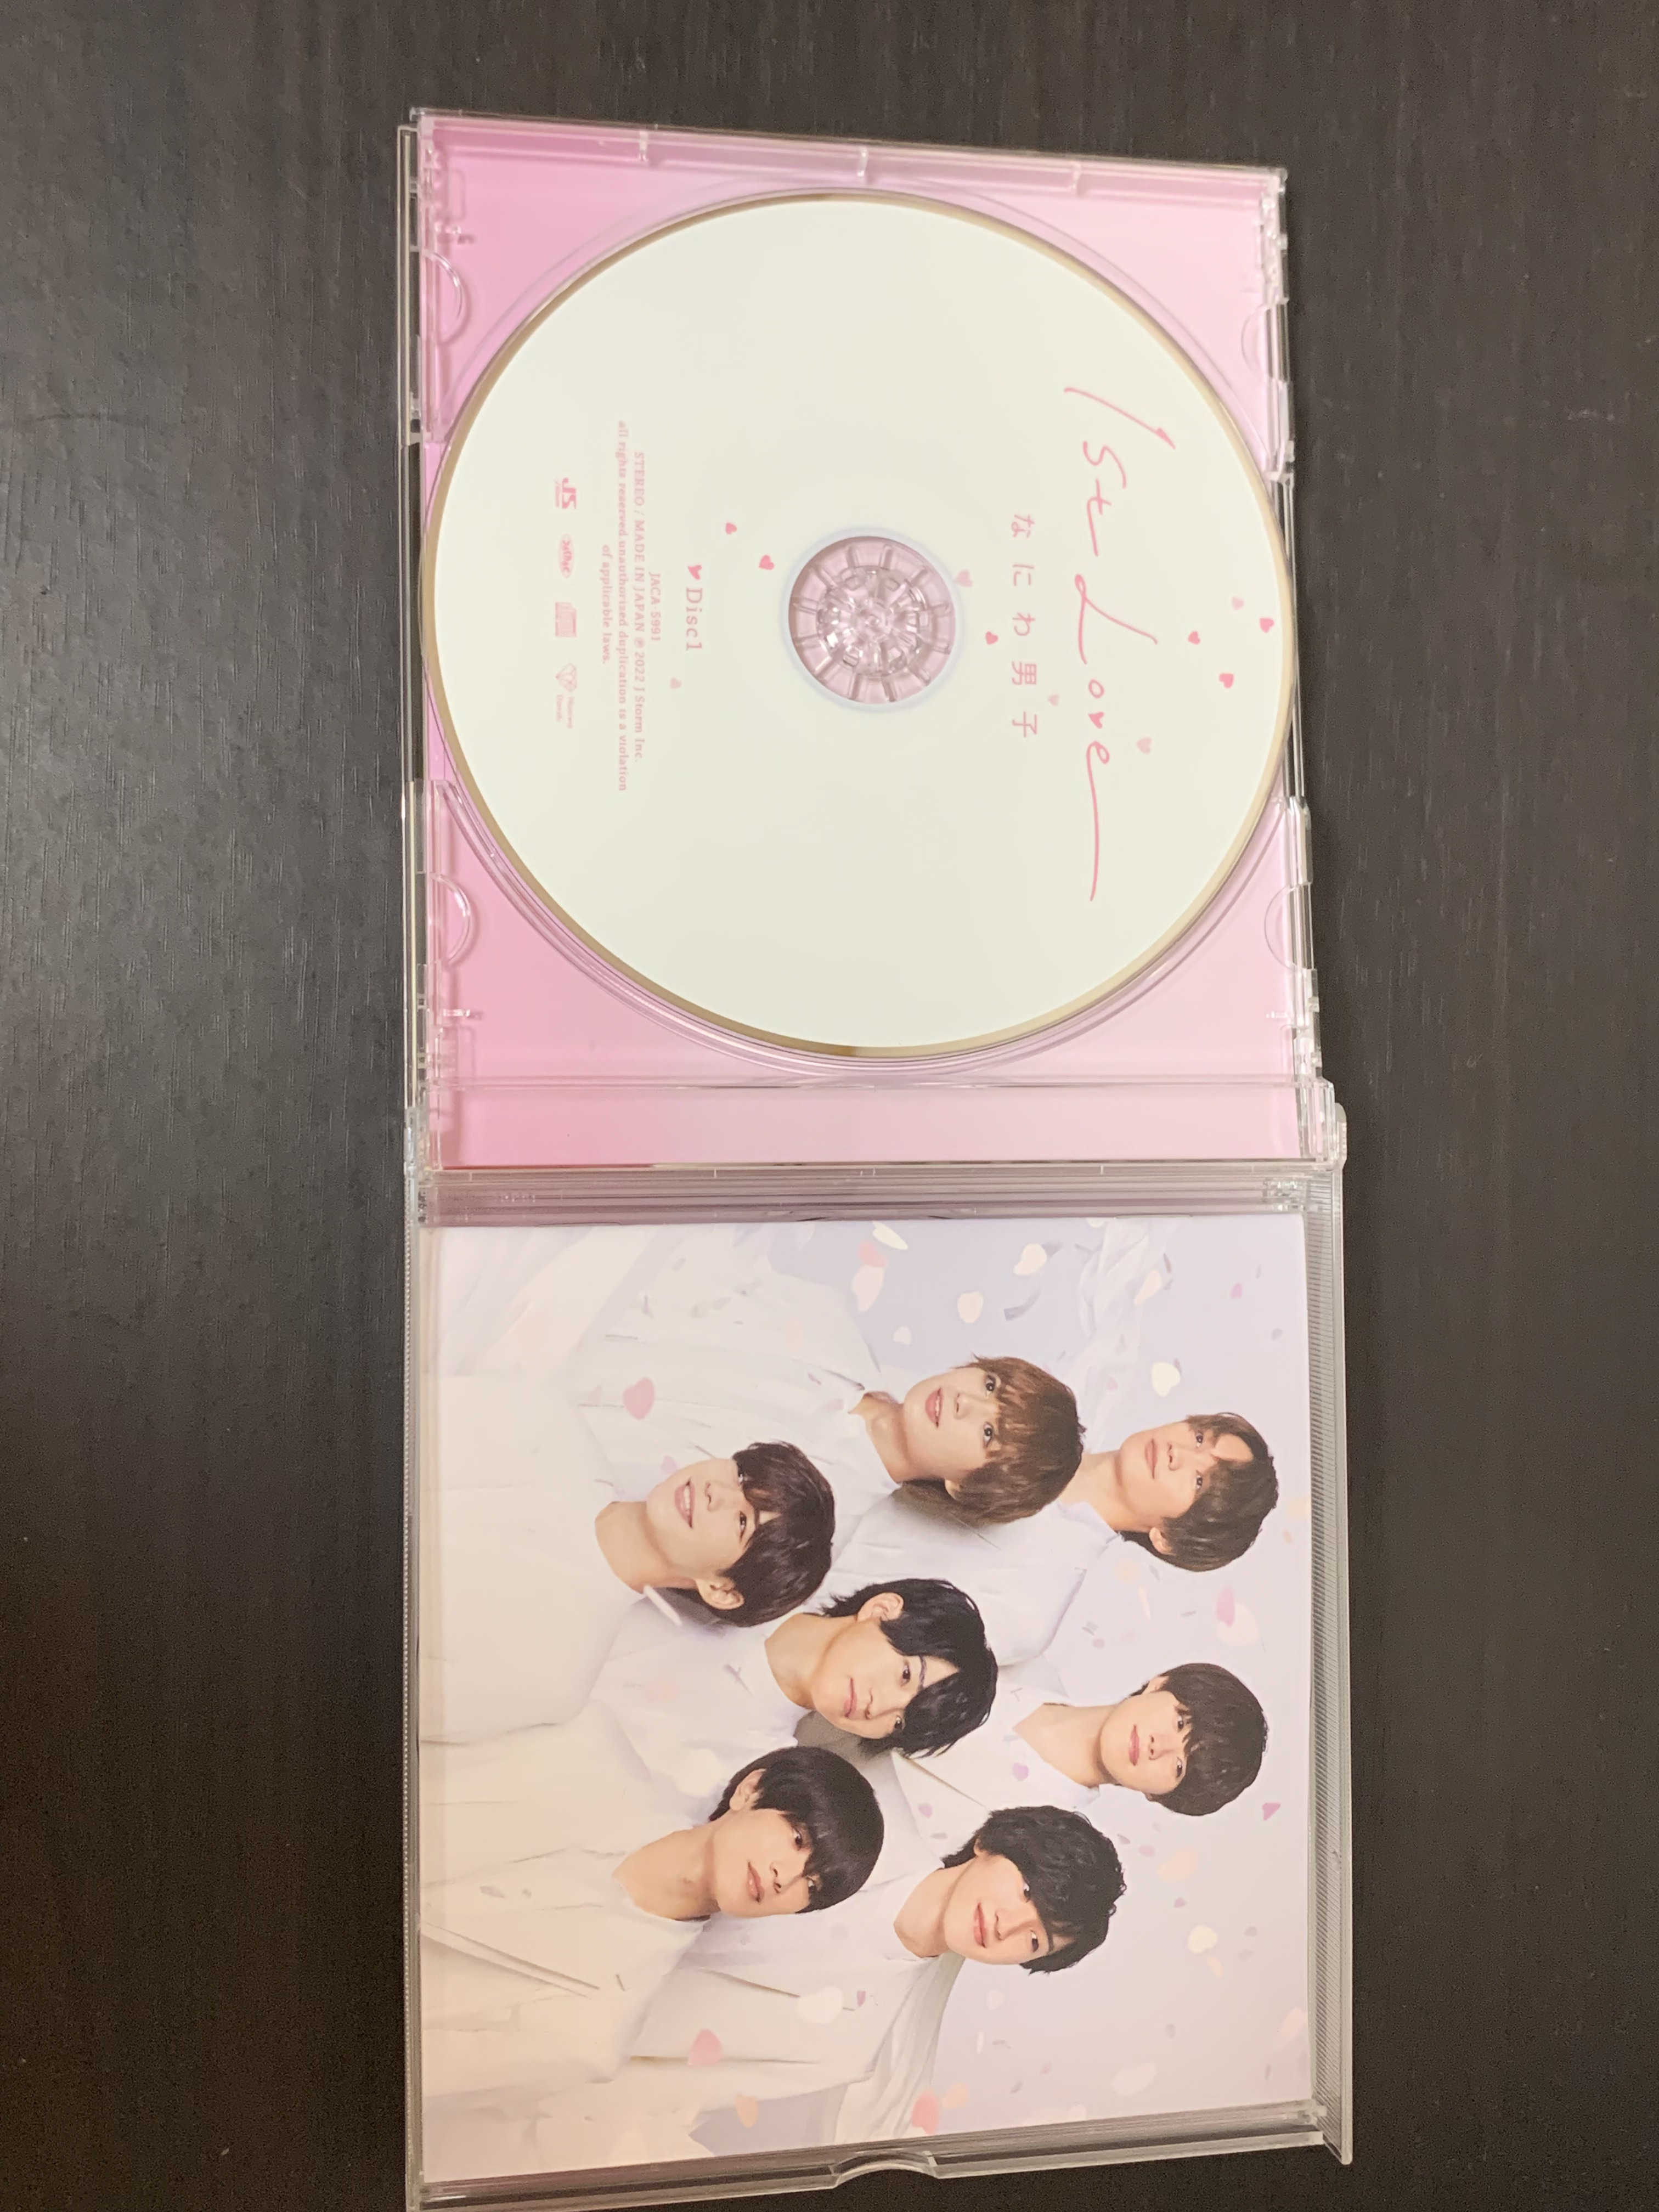 1st Love
なにわ男子
Disc1
JACA 5991
STEREO / MADE IN JAPAN ℗ 2022 J Storm Inc.
all rights reserved.unauthorized duplication is a violation
of applicable laws.
JS